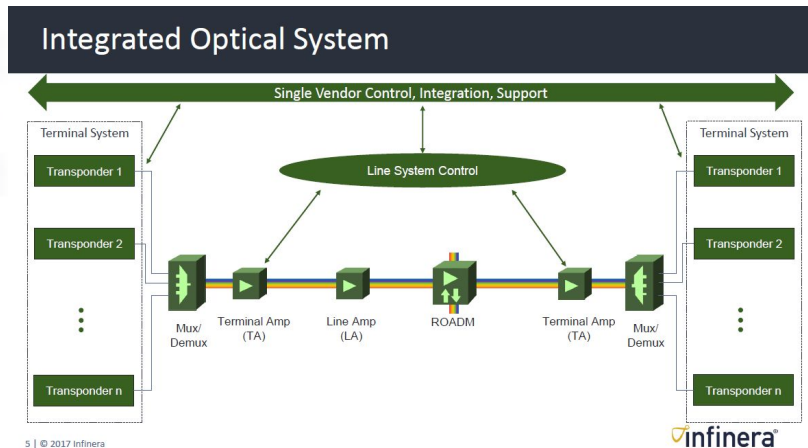 Integrated Optical System
Single Vendor Control, Integration, Support
Terminal System
Transponder 1
Transponder 2
Transponder n
Line System Control
Mux/
Demux
Terminal Amp
(TA)
Line Amp
(LA)
ROADM
Terminal Amp
(TA)
Mux/
Demux
Terminal System
Transponder 1
Transponder 2
Transponder n
5 | © 2017 Infinera
infinera®